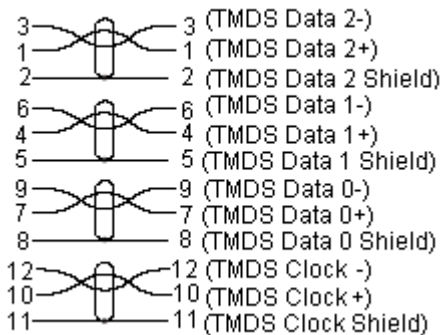 3 3 (TMDS Data 2-)
1 1 (TMDS Data 2+)
2 2 (TMDS Data 2 Shield)
6 6 (TMDS Data 1-)
4 4 (TMDS Data 1+)
5 5 (TMDS Data 1 Shield)
9 9 (TMDS Data 0-)
7 7 (TMDS Data 0+)
8 8 (TMDS Data 0 Shield)
12 12 (TMDS Clock -)
10 10 (TMDS Clock +)
11 11 (TMDS Clock Shield)